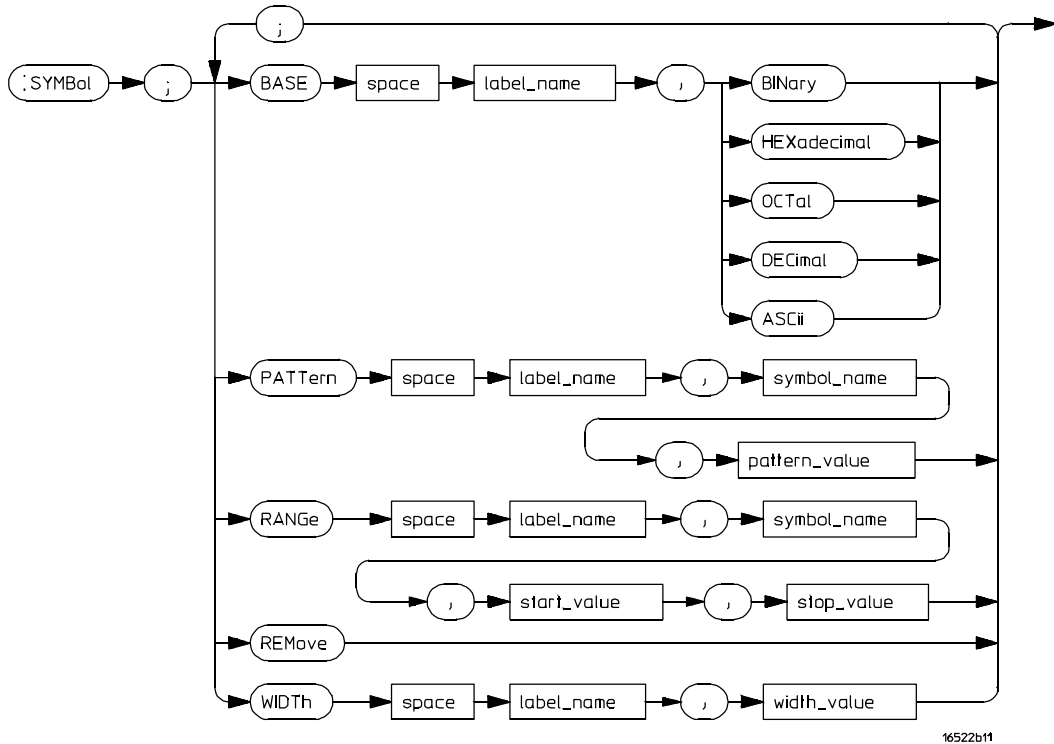 ;
:SYMBol ; BASE space label_name , BINary
HEXadecimal
OCTal
DECimal
ASCii
PATTern space label_name , symbol_name
, pattern_value
RANGe space label_name , symbol_name
, start_value , stop_value
REMove
WIDTh space label_name , width_value
16522b11